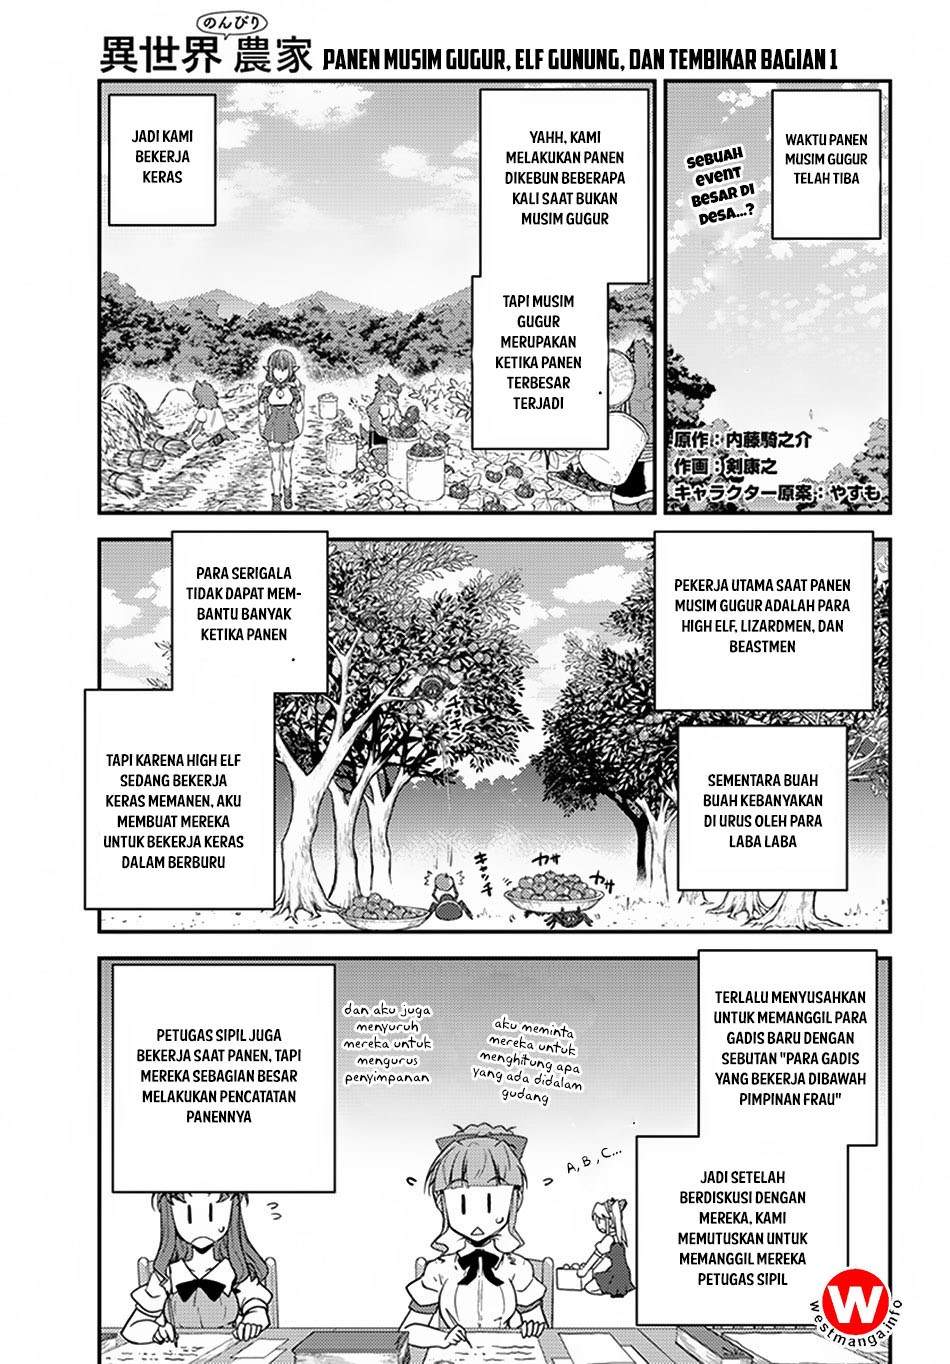 のんびり
異世界 農家
PANEN MUSIM GUGUR, ELF GUNUNG, DAN TEMBIKAR BAGIAN 1
WAKTU PANEN
MUSIM GUGUR
TELAH TIBA
SEBUAH
EVENT
BESAR DI
DESA...?
原作：内藤騎之介
作画：剣康之
キャラクター原案：やすも
YAHH, KAMI
MELAKUKAN PANEN
DIKEBUN BEBERAPA
KALI SAAT BUKAN
MUSIM GUGUR
TAPI MUSIM
GUGUR
MERUPAKAN
KETIKA PANEN
TERBESAR
TERJADI
JADI KAMI
BEKERJA
KERAS
PEKERJA UTAMA SAAT PANEN
MUSIM GUGUR ADALAH PARA
HIGH ELF, LIZARDMEN, DAN
BEASTMEN
SEMENTARA BUAH
BUAH KEBANYAKAN
DI URUS OLEH PARA
LABA LABA
カサ
カサ
キャッチ
PARA SERIGALA
TIDAK DAPAT MEM-
BANTU BANYAK
KETIKA PANEN
TAPI KARENA HIGH ELF
SEDANG BEKERJA
KERAS MEMANEN, AKU
MEMBUAT MEREKA
UNTUK BEKERJA KERAS
DALAM BERBURU
TERLALU MENYUSAHKAN
UNTUK MEMANGGIL PARA
GADIS BARU DENGAN
SEBUTAN "PARA GADIS
YANG BEKERJA DIBAWAH
PIMPINAN FRAU"
JADI SETELAH
BERDISKUSI DENGAN
MEREKA, KAMI
MEMUTUSKAN UNTUK
MEMANGGIL MEREKA
PETUGAS SIPIL
aku meminta
mereka untuk
menghitung apa
yang ada didalam
gudang
A, B, C...
dan aku juga
menyuruh
mereka untuk
mengurus
penyimpanan
PETUGAS SIPIL JUGA
BEKERJA SAAT PANEN, TAPI
MEREKA SEBAGIAN BESAR
MELAKUKAN PENCATATAN
PANENNYA
W
westmanga.info